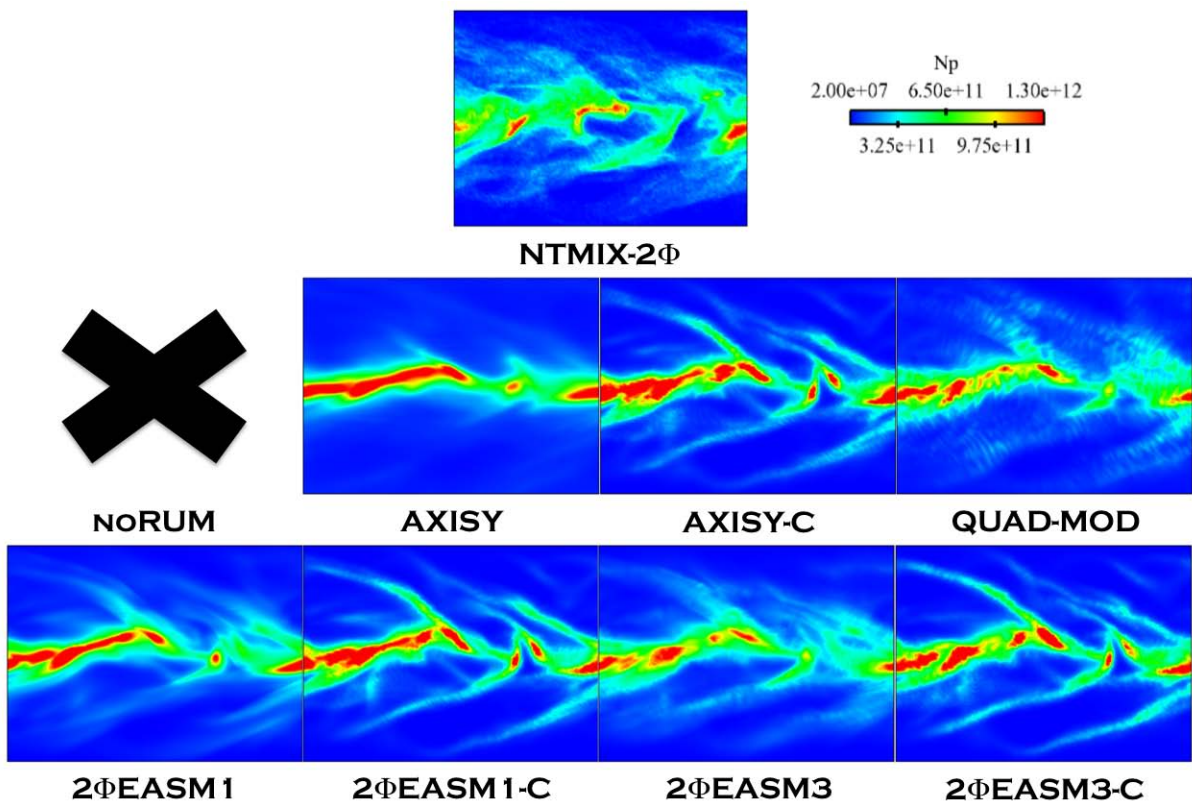 Np
2.00e+07 6.50e+11 1.30e+12
3.25e+11 9.75e+11
NTMIX-2Φ
NORUM AXISY AXISY-C QUAD-MOD
2ΦEASM1 2ΦEASM1-C 2ΦEASM3 2ΦEASM3-C